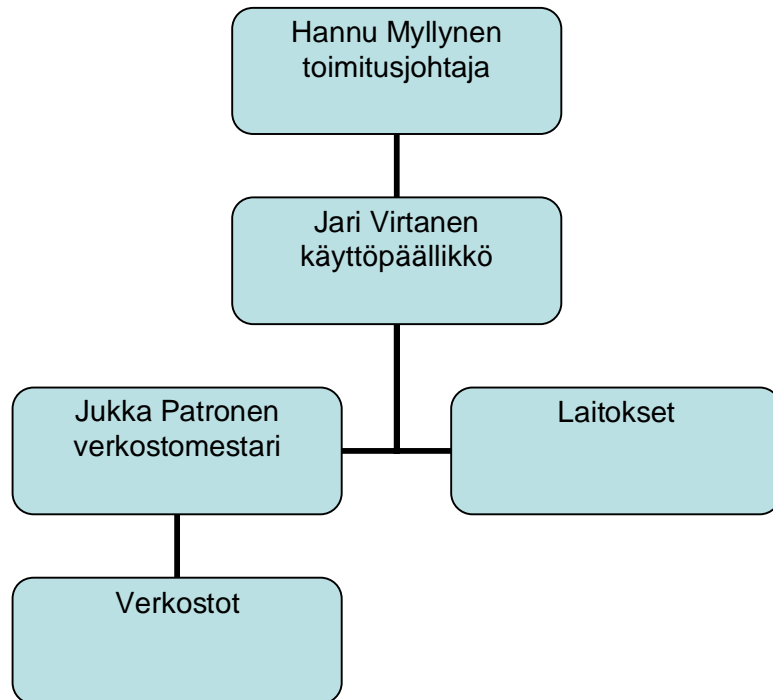 Hannu Myllynen
toimitusjohtaja
Jari Virtanen
käyttöpäällikkö
Jukka Patronen
verkostomestari
Laitokset
Verkostot